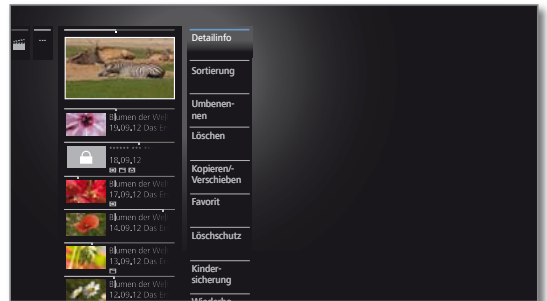 ...
Blumen der Wel
19.09.12 Das Er
18.09.12
Blumen der Wel
17.09.12 Das Er
Blumen der Wel
14.09.12 Das Er
Blumen der Wel
13.09.12 Das Er
Blumen der Wel
12.09.12 Das Er
Detailinfo
Sortierung
Umbenen-
nen
Löschen
Kopieren/-
Verschieben
Favorit
Löschschutz
Kinder-
sicherung